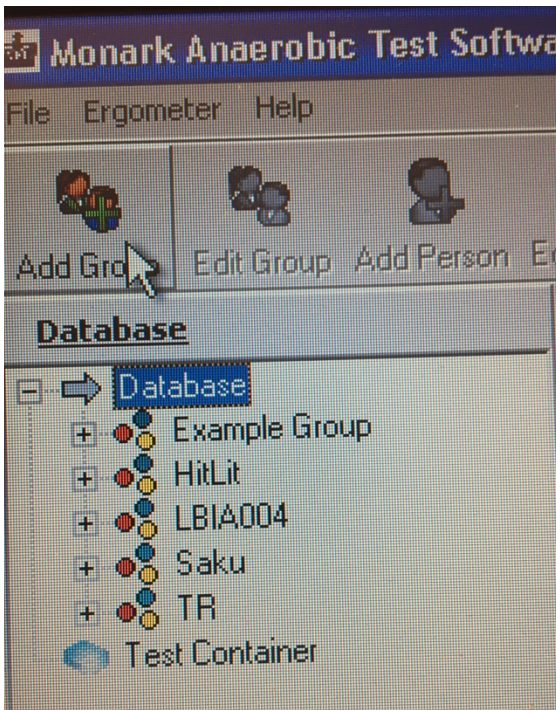 Monark Anaerobic Test Softwa
File Ergometer Help
Add Gro Edit Group Add Person
Database
Database
Example Group
HitLit
LBIA004
Saku
TR
Test Container